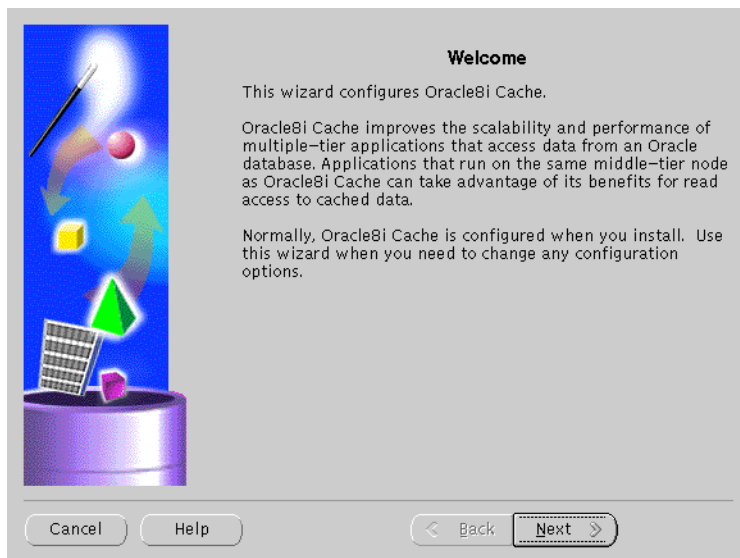 Welcome
This wizard configures Oracle8i Cache.
Oracle8i Cache improves the scalability and performance of
multiple-tier applications that access data from an Oracle
database. Applications that run on the same middle-tier node
as Oracle8i Cache can take advantage of its benefits for read
access to cached data.
Normally, Oracle8i Cache is configured when you install. Use
this wizard when you need to change any configuration
options.
Cancel
Help
Back
Next